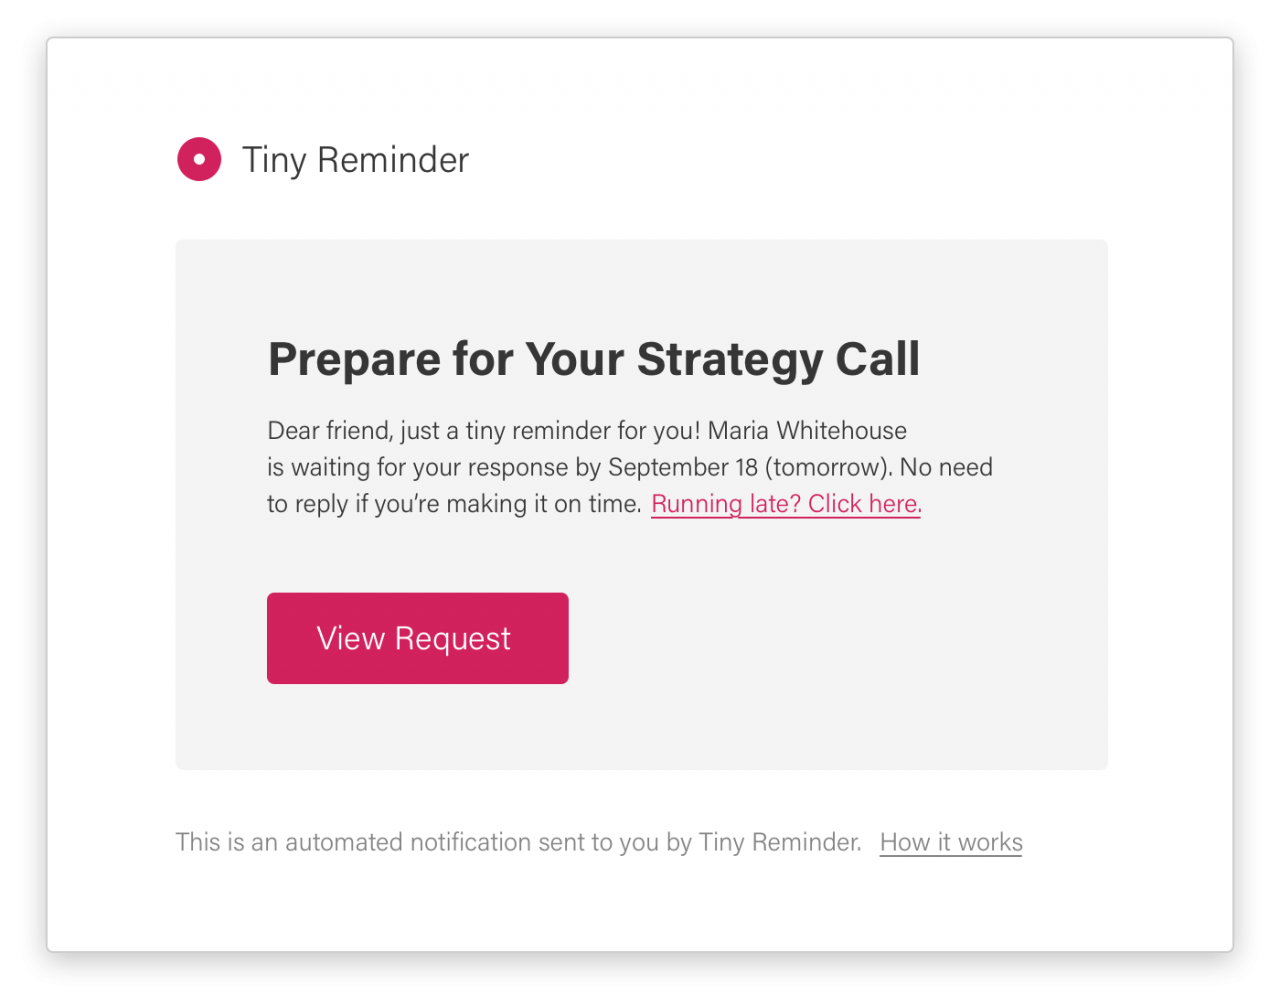 Tiny Reminder
Prepare for Your Strategy Call
Dear friend, just a tiny reminder for you! Maria Whitehouse
is waiting for your response by September 18 (tomorrow). No need
to reply if you’re making it on time. Running late? Click here.
View Request
This is an automated notification sent to you by Tiny Reminder. How it works